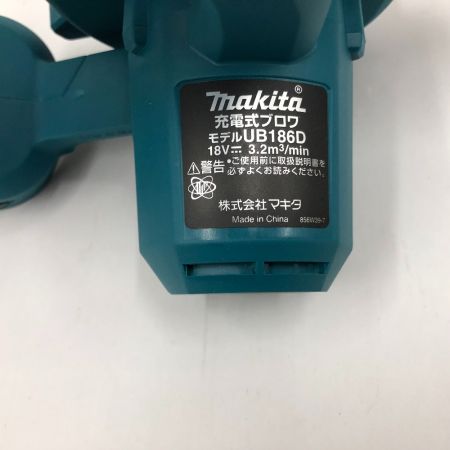 makita®
充電式ブロワ
モデルUB186D
18V⎓ 3.2m³/min
⚠警告・ご使用前に取扱説明書を
必ずよくお読みください。
株式会社マキタ
Made in China 856W39-7